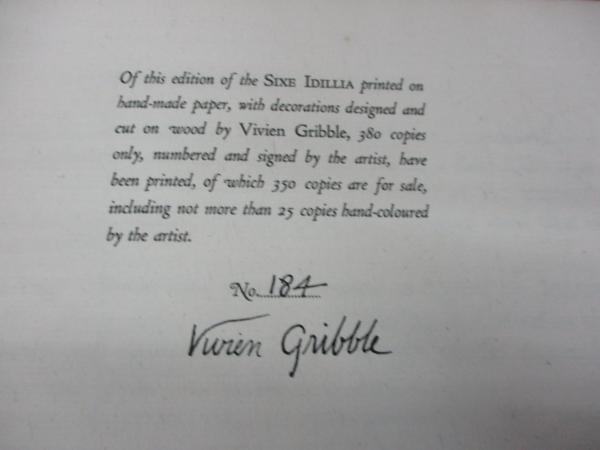 Of this edition of the SIXE IDILLIA printed on
hand-made paper, with decorations designed and
cut on wood by Vivien Gribble, 380 copies
only, numbered and signed by the artist, have
been printed, of which 350 copies are for sale,
including not more than 25 copies hand-coloured
by the artist.
No. 184
Vivien Gribble